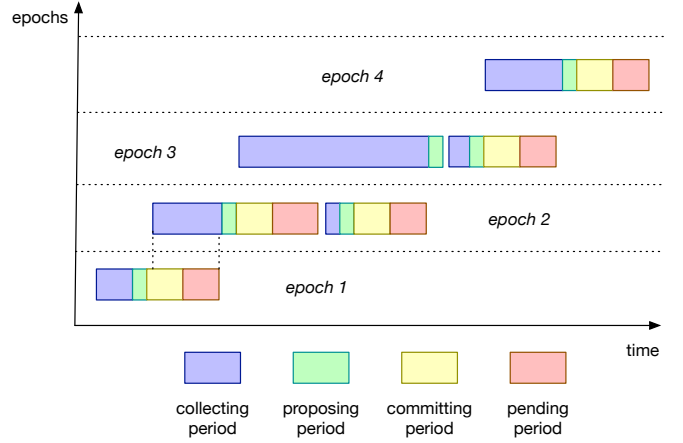 epochs
epoch 4
epoch 3
epoch 2
epoch 1
time
collecting
period
proposing
period
committing
period
pending
period